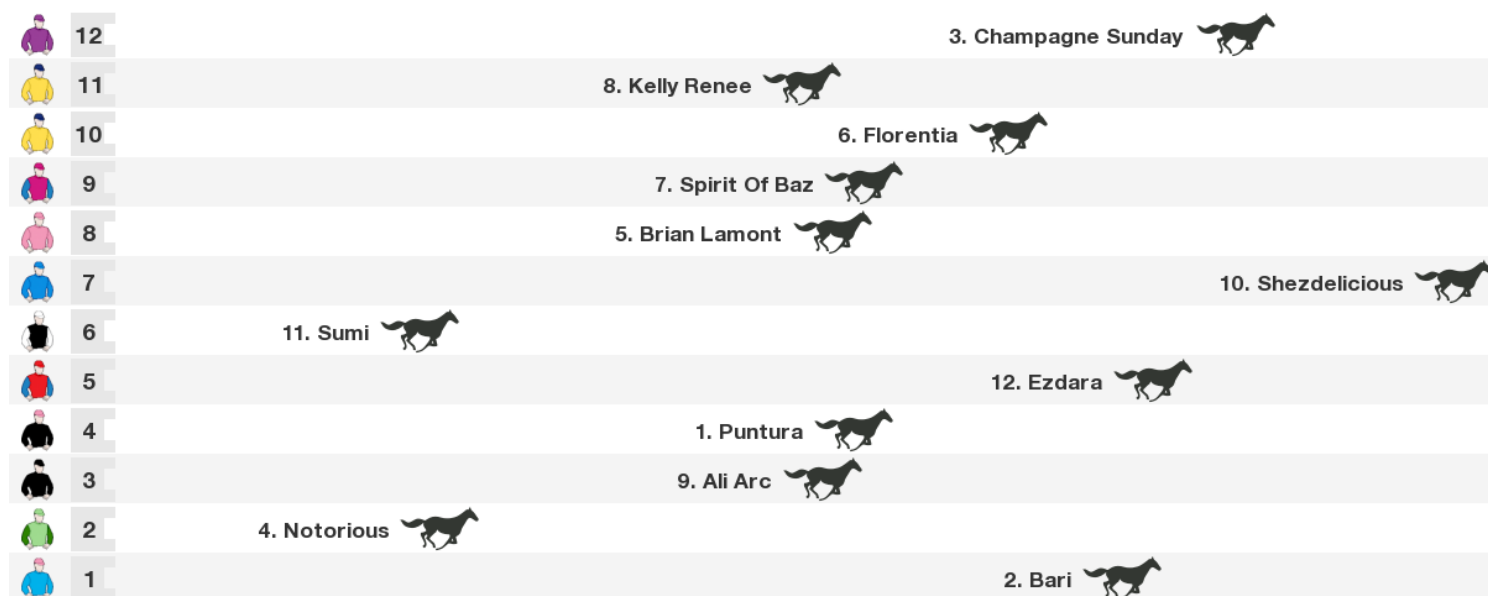 12 3. Champagne Sunday
11 8. Kelly Renee
10 6. Florentia
9 7. Spirit Of Baz
8 5. Brian Lamont
7 10. Shezdelicious
6 11. Sumi
5 12. Ezdara
4 1. Puntura
3 9. Ali Arc
2 4. Notorious
1 2. Bari